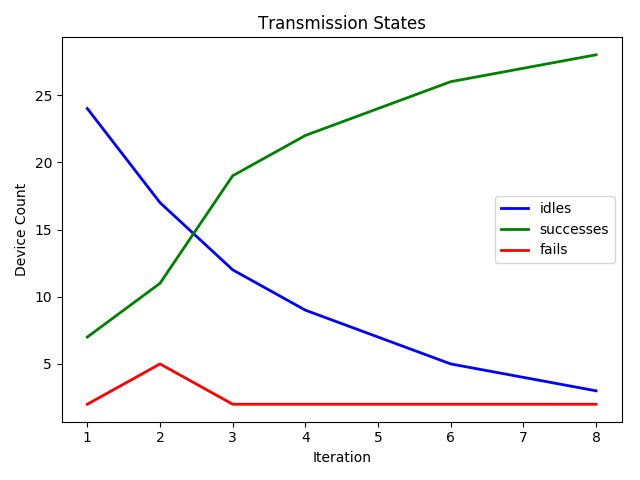 Transmission States
Device Count
25
20
15
10
5
idles
successes
fails
1 2 3 4 5 6 7 8
Iteration